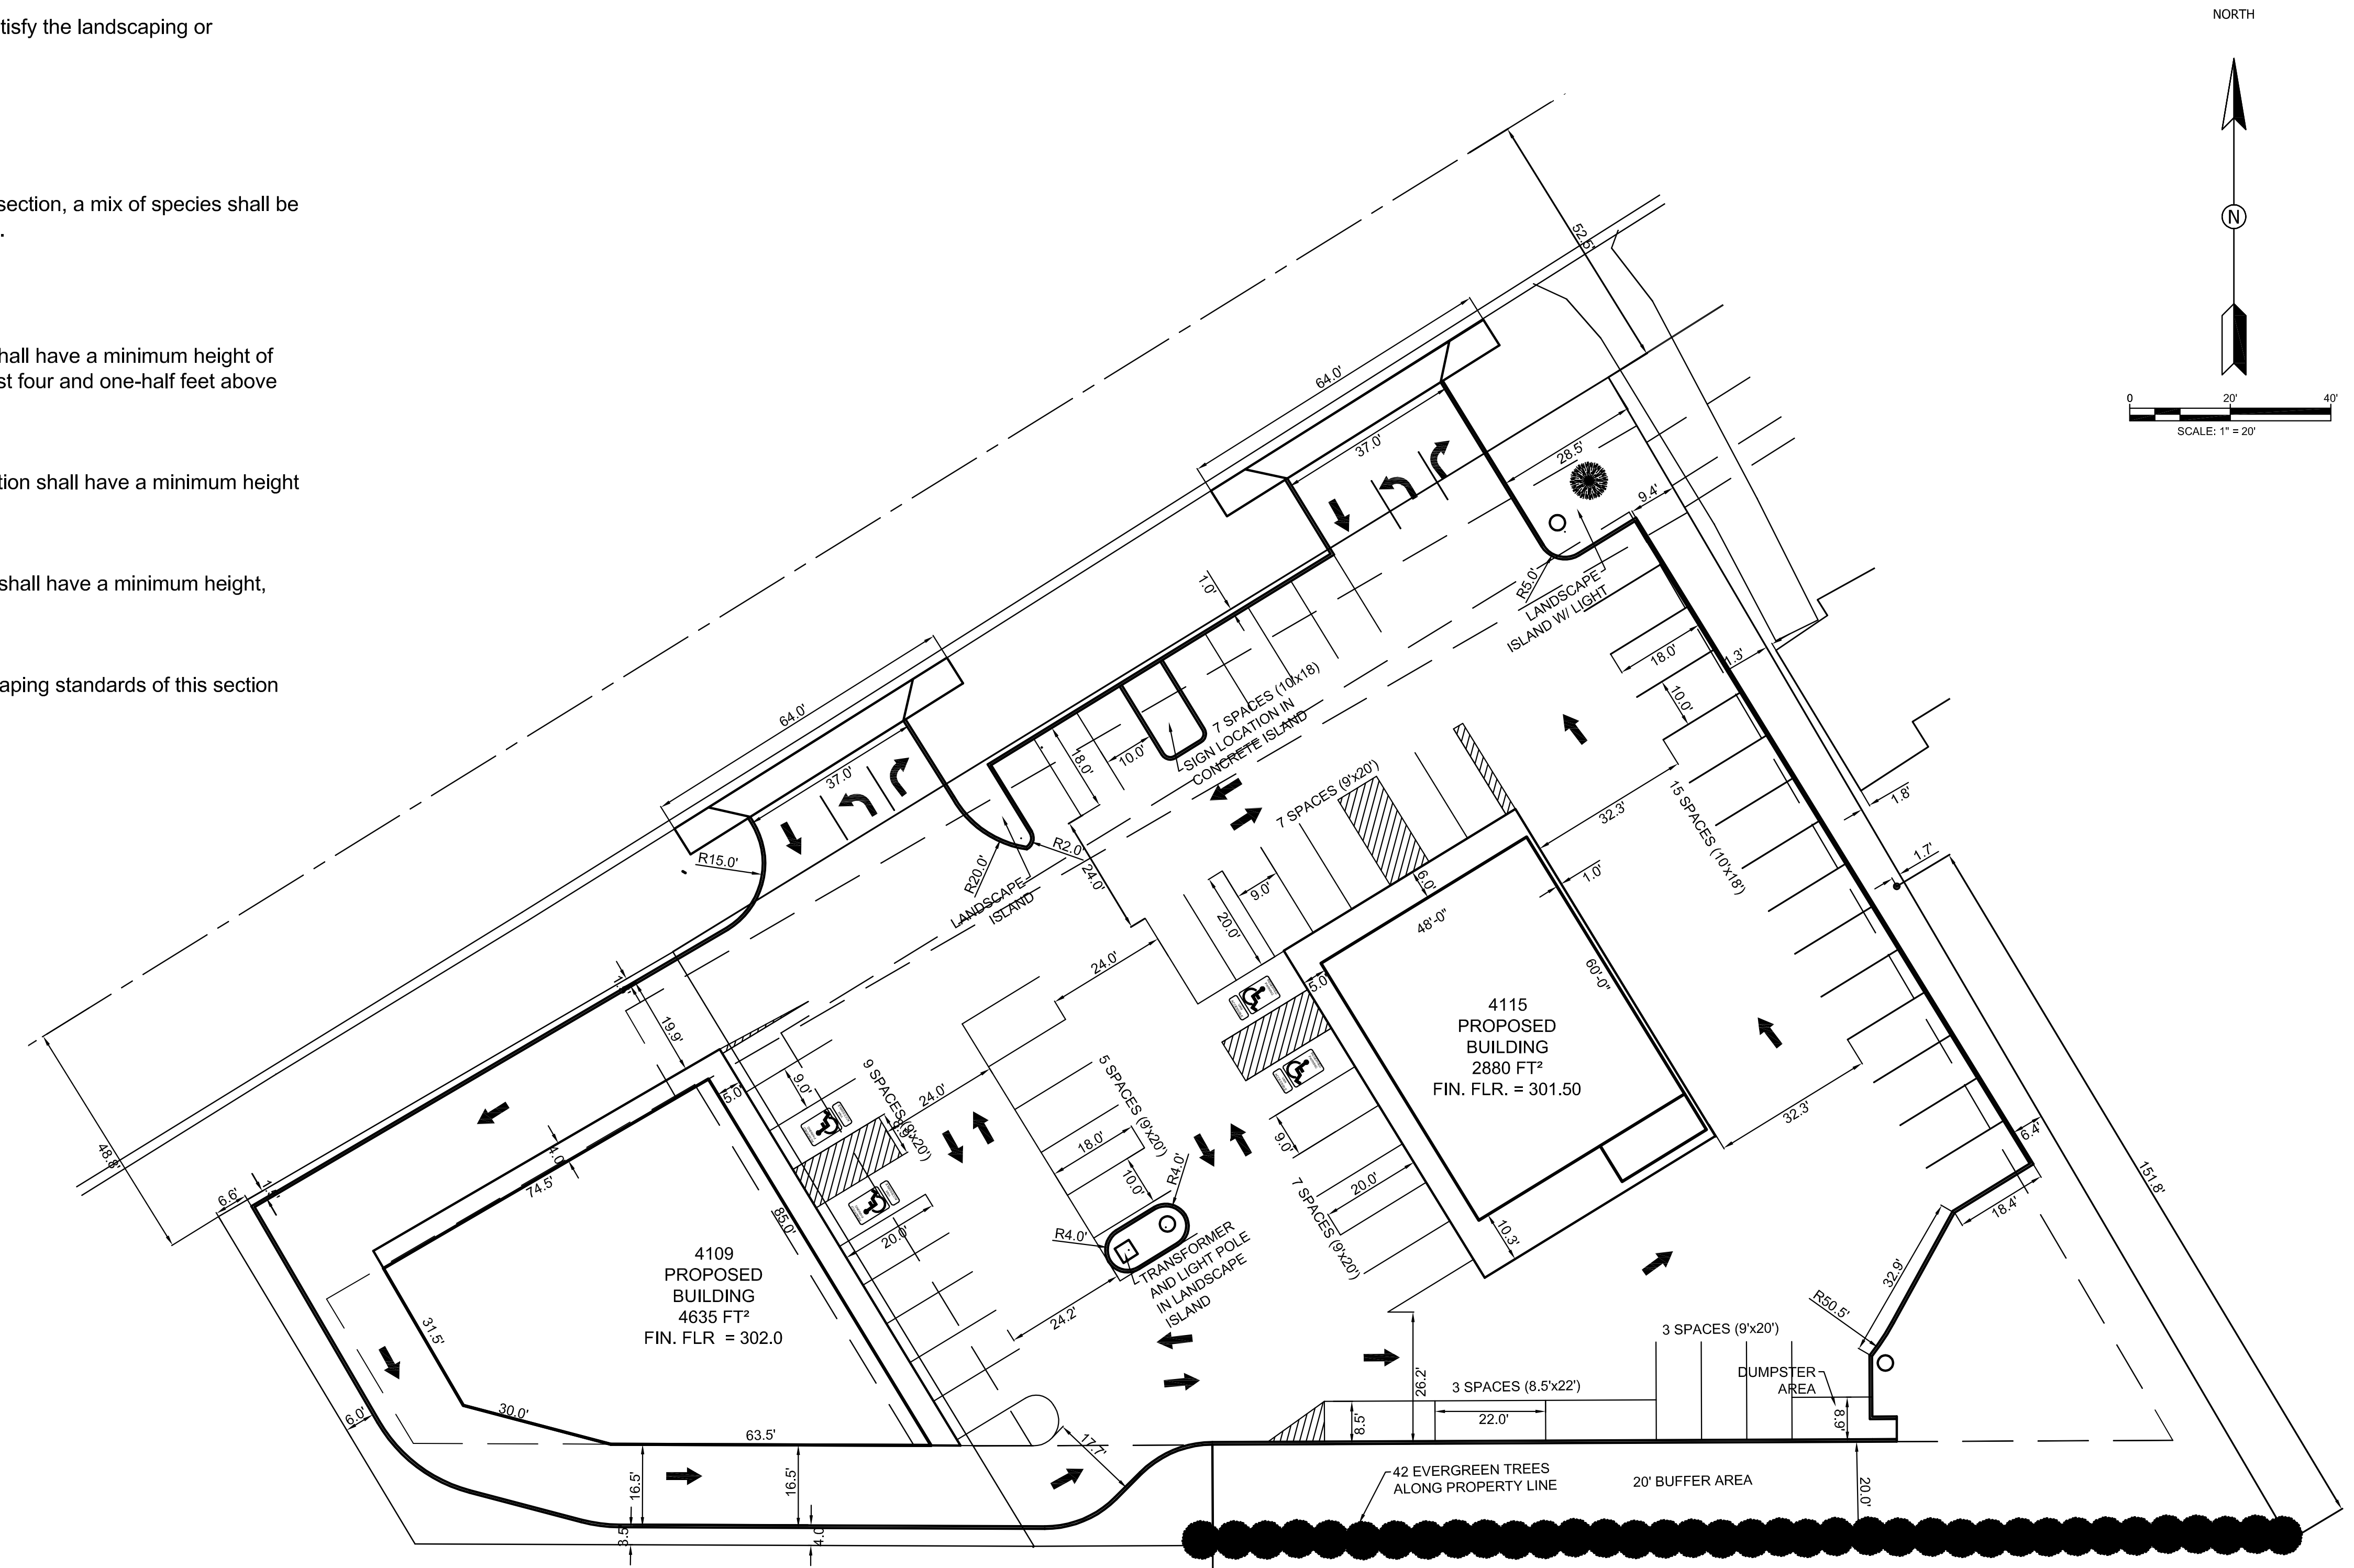 tisfy the landscaping or
section, a mix of species shall be
.
hall have a minimum height of
st four and one-half feet above
tion shall have a minimum height
shall have a minimum height,
aping standards of this section
NORTH
N
0 20' 40'
SCALE: 1" = 20'
52.5'
64.0'
37.0'
28.5'
9.4'
R5.0'
LANDSCAPE
ISLAND W/ LIGHT
1.0'
18.0'
1.3'
10.0'
64.0'
37.0'
18.0'
10.0'
7 SPACES (10'x18')
SIGN LOCATION IN
CONCRETE ISLAND
7 SPACES (9'x20')
32.3'
15 SPACES (10'x18')
1.8'
1.7'
R15.0'
R20.0'
R2.0'
24.0'
LANDSCAPE
ISLAND
9.0'
20.0'
6.0'
1.0'
48'-0"
60'-0"
5.0'
24.0'
19.9'
4115
PROPOSED
BUILDING
2880 FT²
FIN. FLR. = 301.50
48.8'
6.6'
4.0'
74.5'
5.0'
9.0'
9 SPACES (9'x20')
24.0'
5 SPACES (9'x20')
18.0'
10.0'
R4.0'
9.0'
20.0'
7 SPACES (9'x20')
32.3'
6.4'
18.4'
151.8'
85.0'
20.0'
R4.0'
TRANSFORMER
AND LIGHT POLE
IN LANDSCAPE
ISLAND
10.3'
4109
PROPOSED
BUILDING
4635 FT²
FIN. FLR = 302.0
31.5'
24.2'
32.9'
R50.5'
3 SPACES (9'x20')
DUMPSTER
AREA
26.2'
3 SPACES (8.5'x22')
22.0'
8.5'
8.9'
6.0'
30.0'
63.5'
17.7'
16.5'
16.5'
3.5'
4.0'
42 EVERGREEN TREES
ALONG PROPERTY LINE
20' BUFFER AREA
20.0'